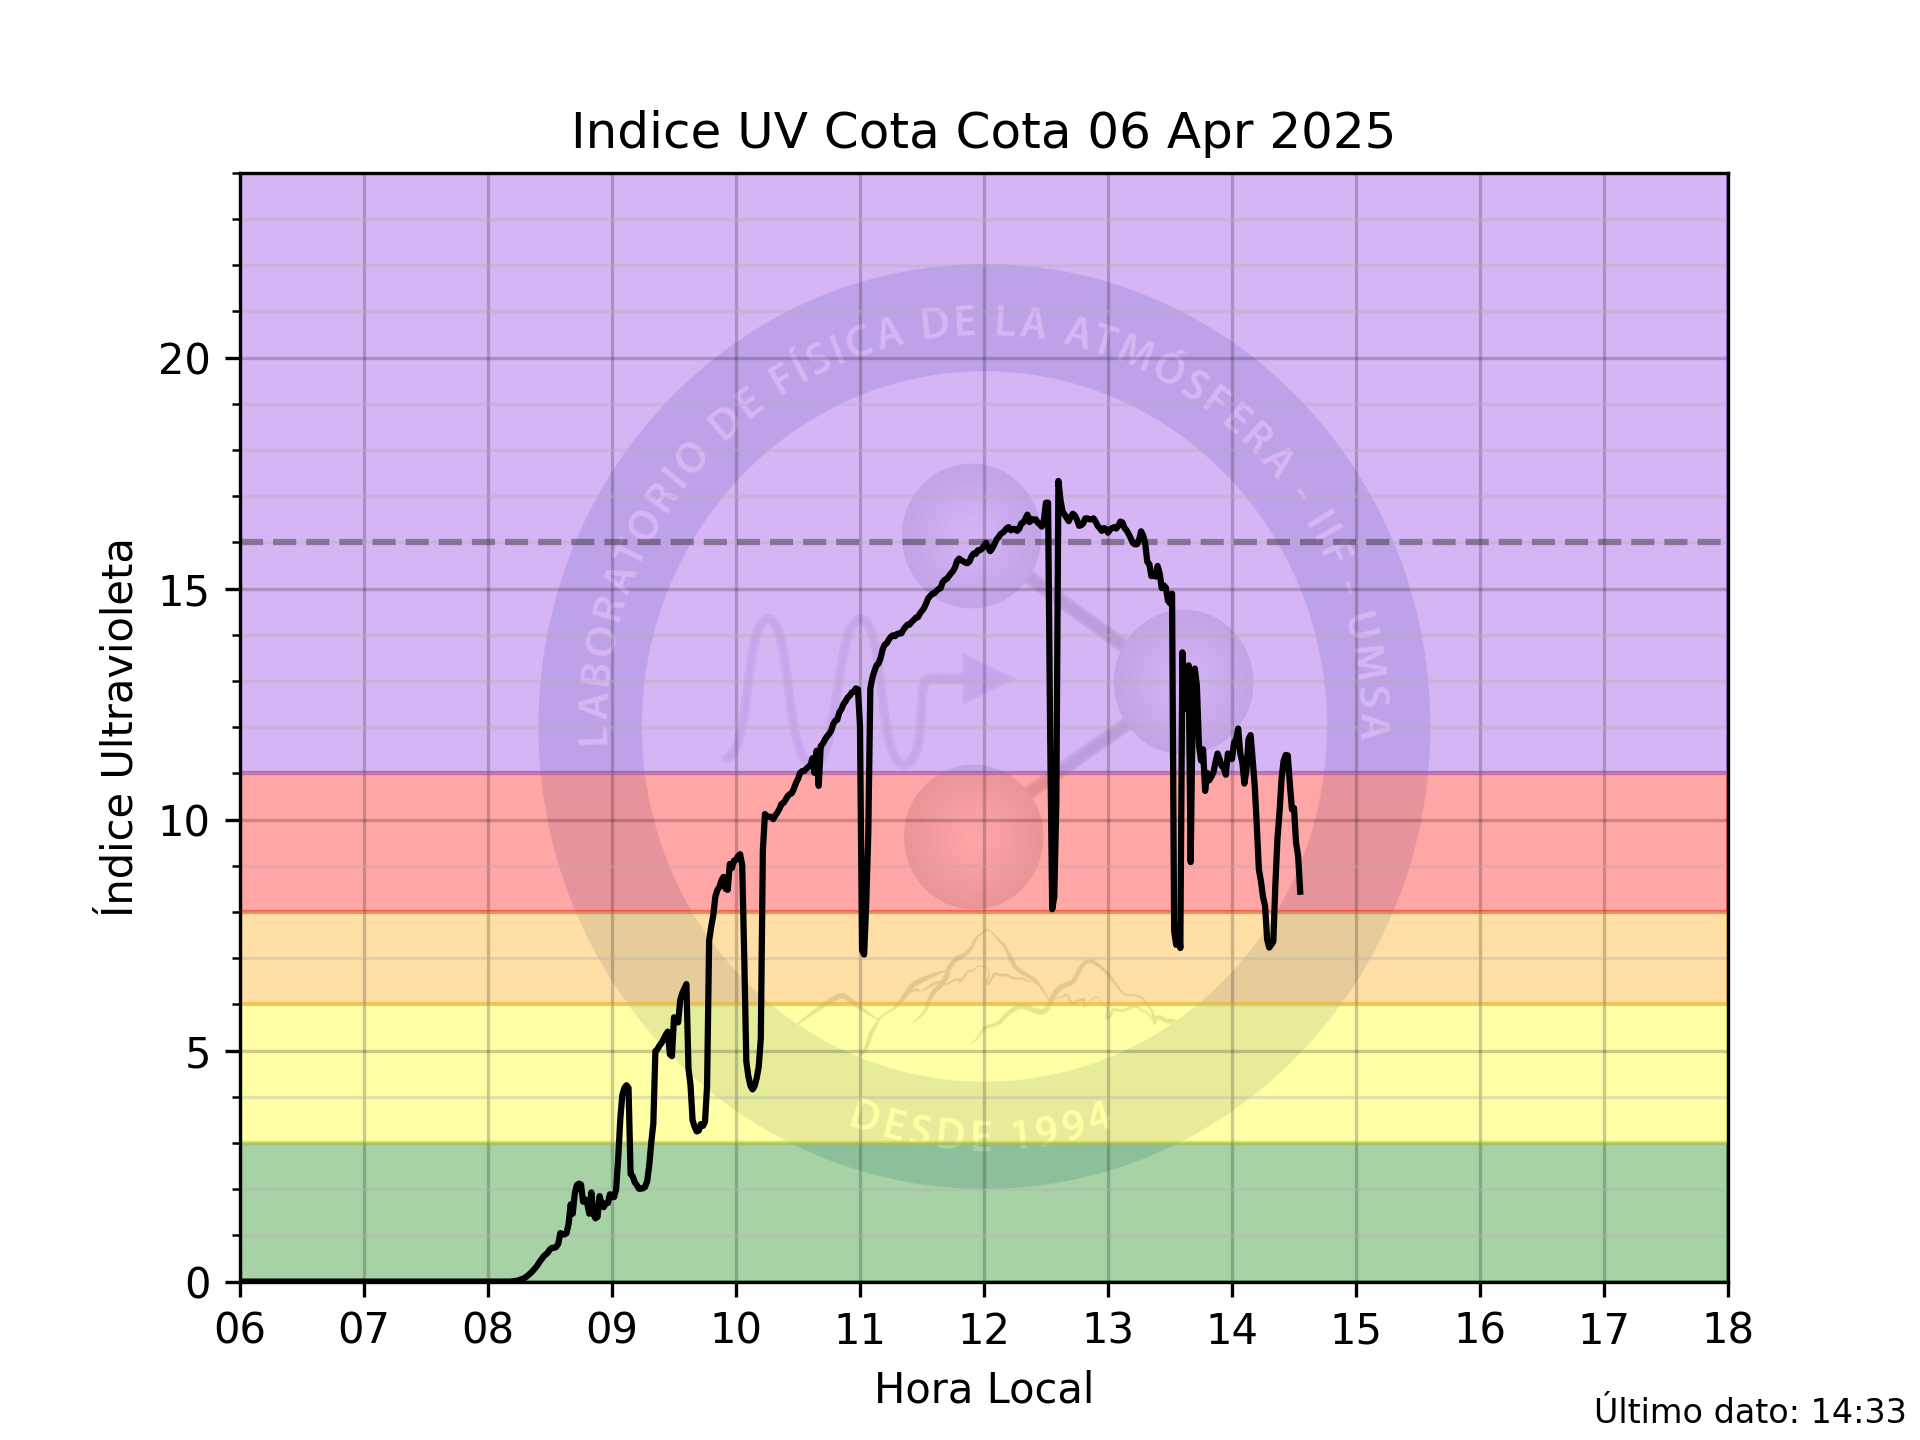 Indice UV Cota Cota 06 Apr 2025
LABORATORIO DE FÍSICA DE LA ATMÓSFERA - IIF - UMSA
DESDE 1994
Índice Ultravioleta
20
15
10
5
0
06 07 08 09 10 11 12 13 14 15 16 17 18
Hora Local
Último dato: 14:33